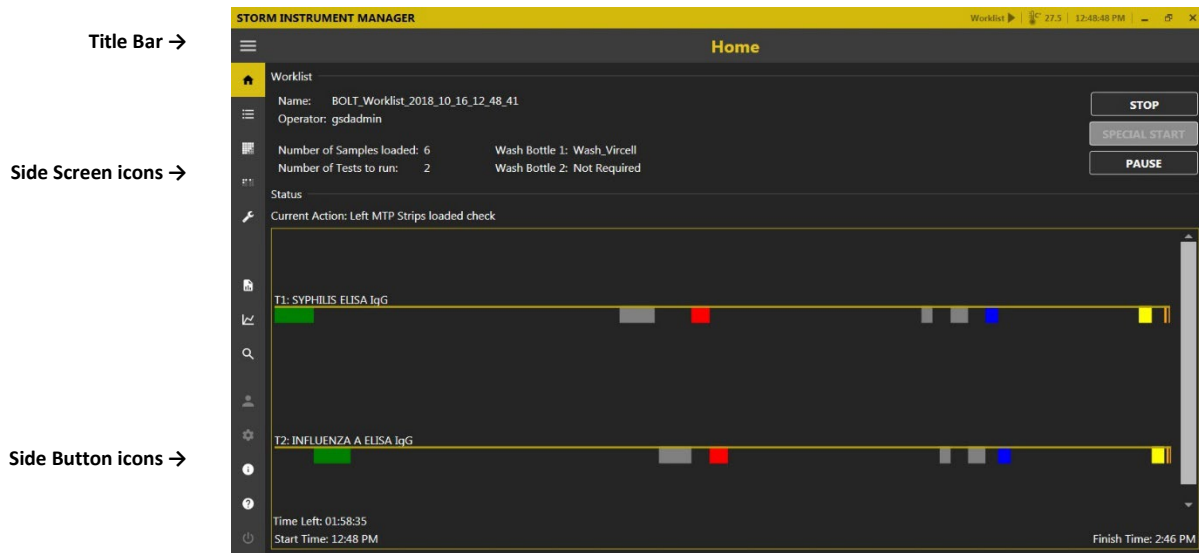 STORM INSTRUMENT MANAGER
Worklist 27.5 12:48:48 PM
Title Bar →
Home
Worklist
Name: BOLT_Worklist_2018_10_16_12_48_41
STOP
Operator: gsdadmin
SPECIAL START
Number of Samples loaded: 6 Wash Bottle 1: Wash_Vircell
PAUSE
Side Screen icons →
Number of Tests to run: 2 Wash Bottle 2: Not Required
Status
Current Action: Left MTP Strips loaded check
T1: SYPHILIS ELISA IgG
T2: INFLUENZA A ELISA IgG
Side Button icons →
Time Left: 01:58:35
Start Time: 12:48 PM
Finish Time: 2:46 PM